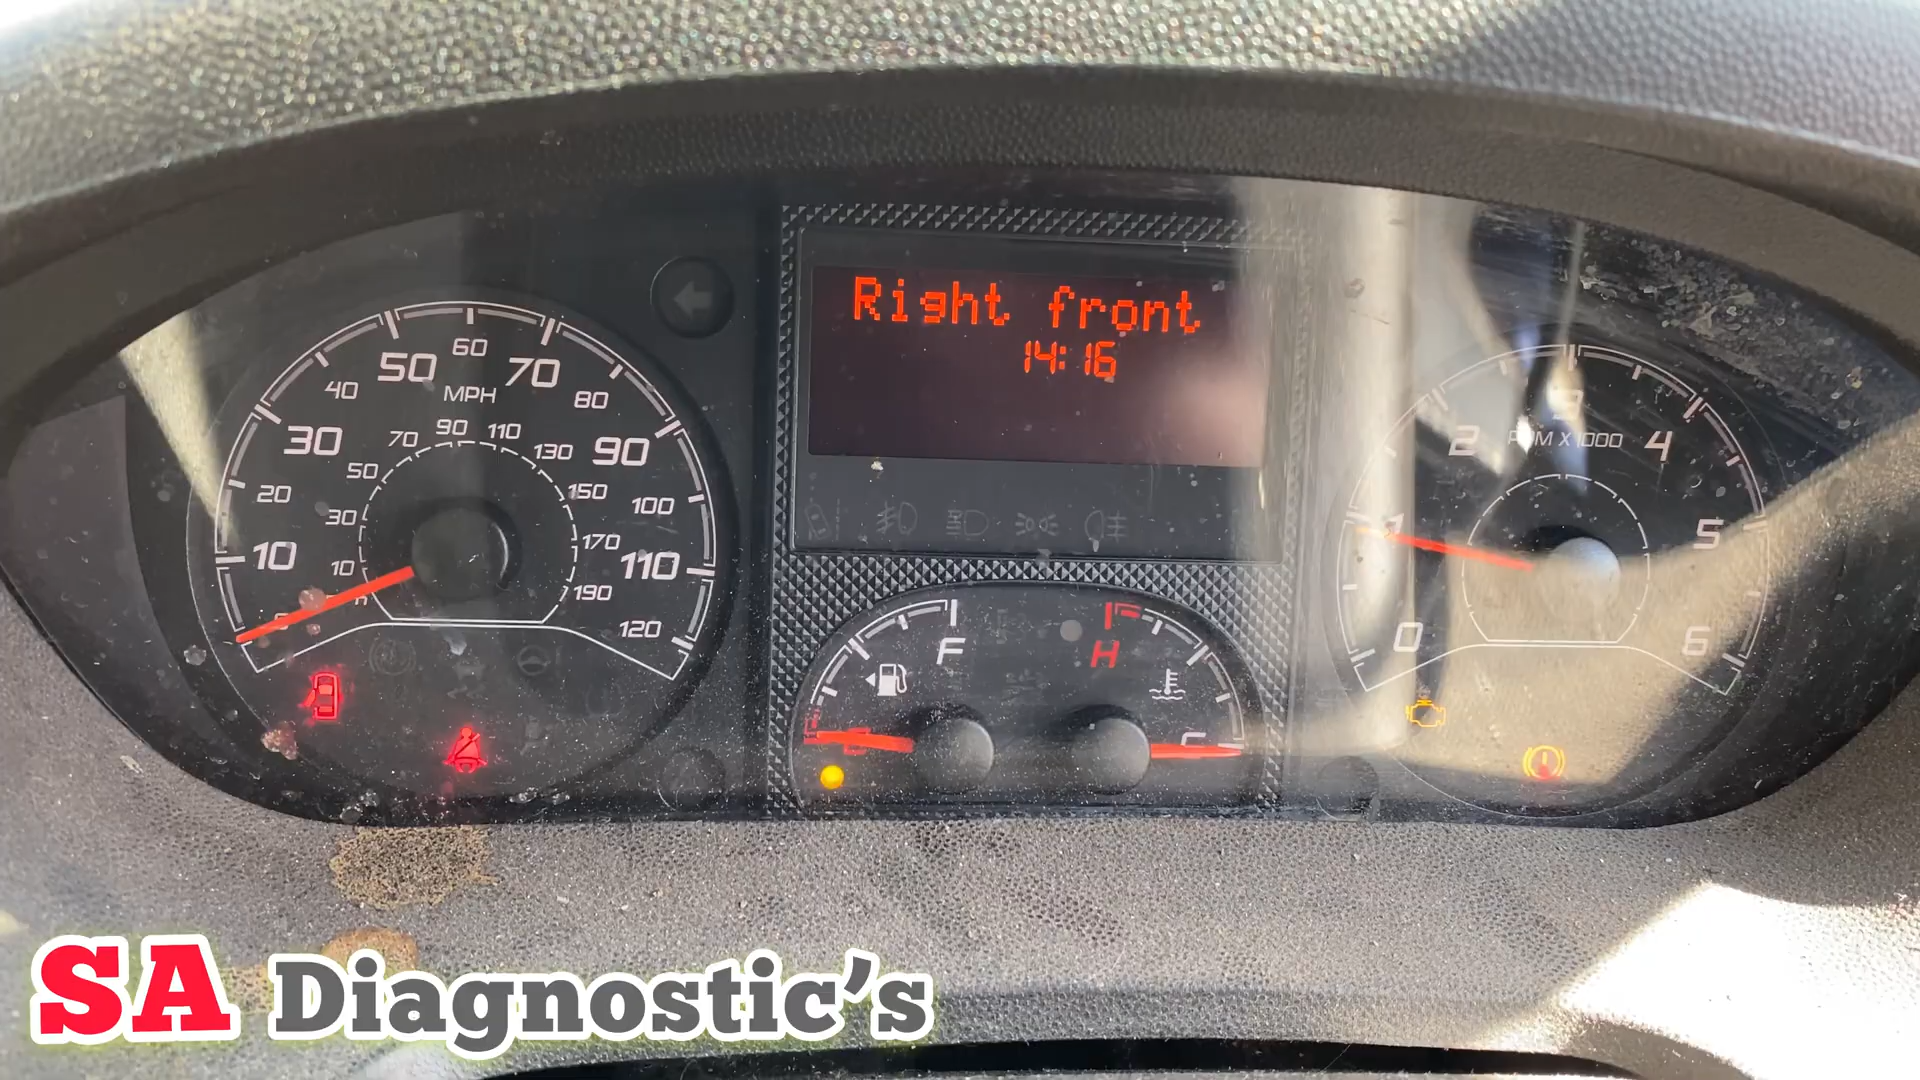 Right front
14:16
60
50 70
40 80
MPH
30 90
90 110
70 130
50 150
20 100
30 170
10 110
10 190
120
F
H
2 3 4
RPM X 1000
1 5
0 6
SA Diagnostic's